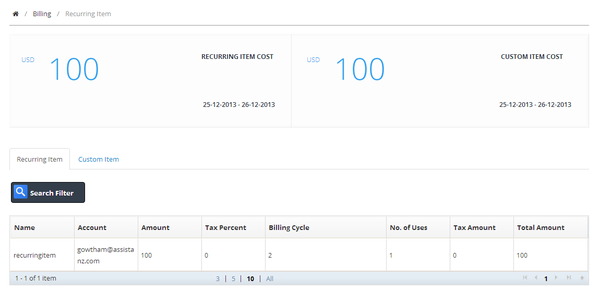 / Billing / Recurring Item
USD 100 RECURRING ITEM COST
25-12-2013 - 26-12-2013
USD 100 CUSTOM ITEM COST
25-12-2013 - 26-12-2013
Recurring Item Custom Item
Search Filter
Name Account Amount Tax Percent Billing Cycle No. of Uses Tax Amount Total Amount
recurringitem gowtham@assista
nz.com 100 0 2 1 0 100
1 - 1 of 1 Item 3 | 5 | 10 | All 1